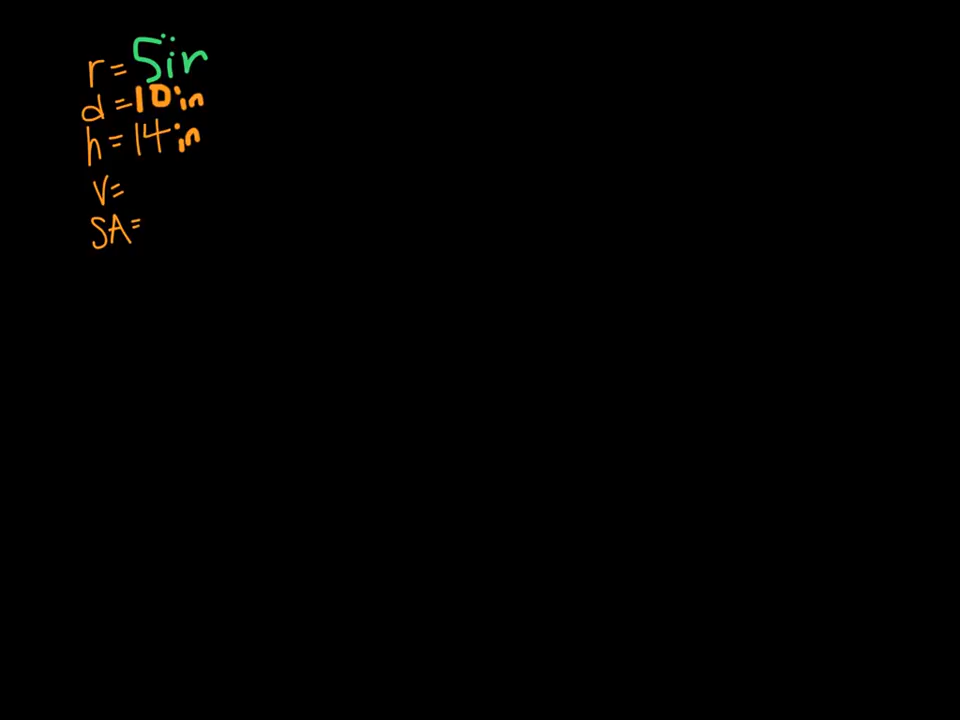 r = 5in
d = 10in
h = 14in
V =
SA =